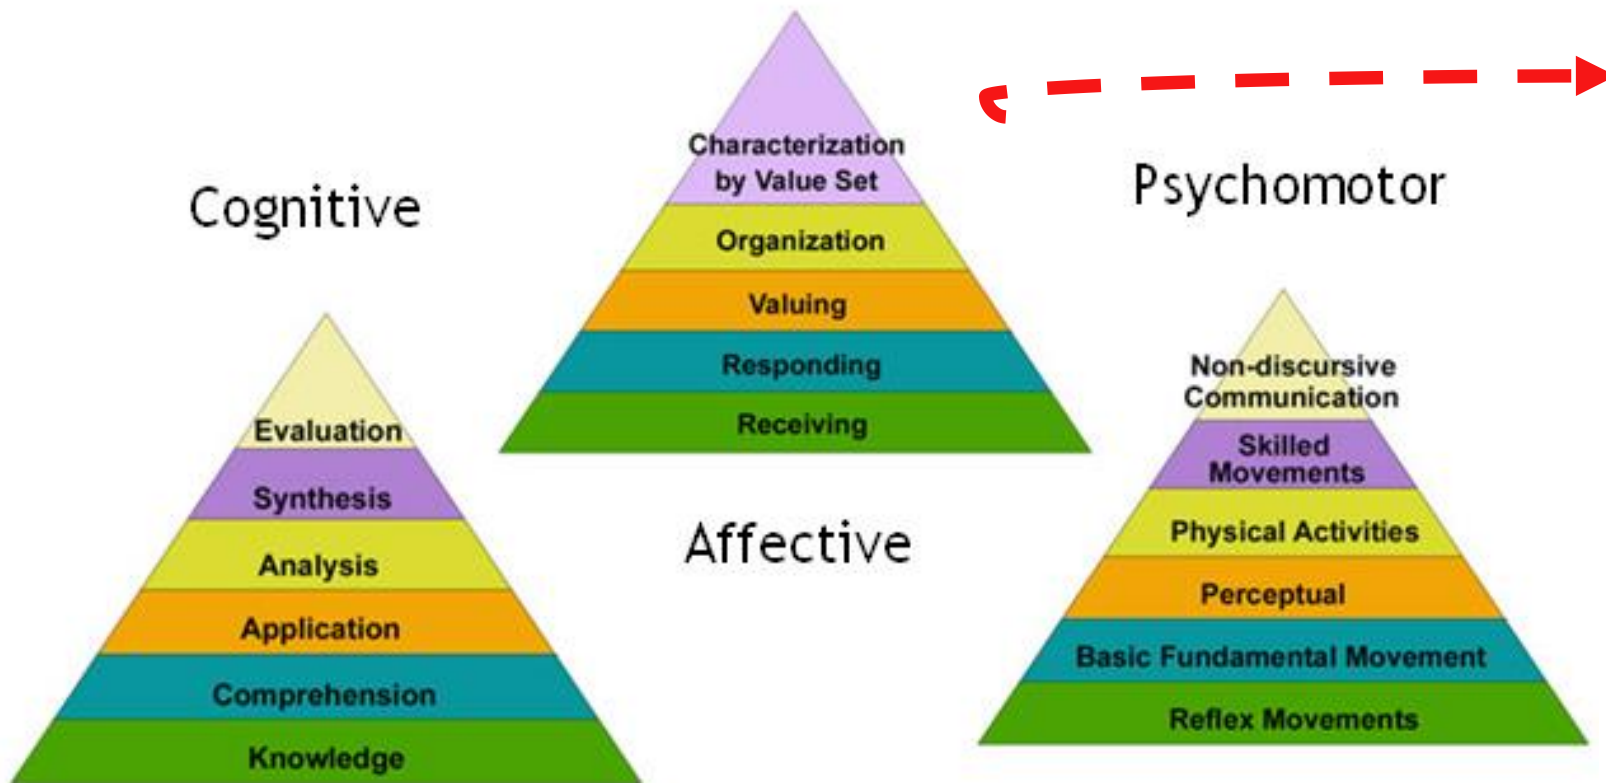 Cognitive
Evaluation
Synthesis
Analysis
Application
Comprehension
Knowledge
Characterization
by Value Set
Organization
Valuing
Responding
Receiving
Affective
Psychomotor
Non-discursive
Communication
Skilled
Movements
Physical Activities
Perceptual
Basic Fundamental Movement
Reflex Movements